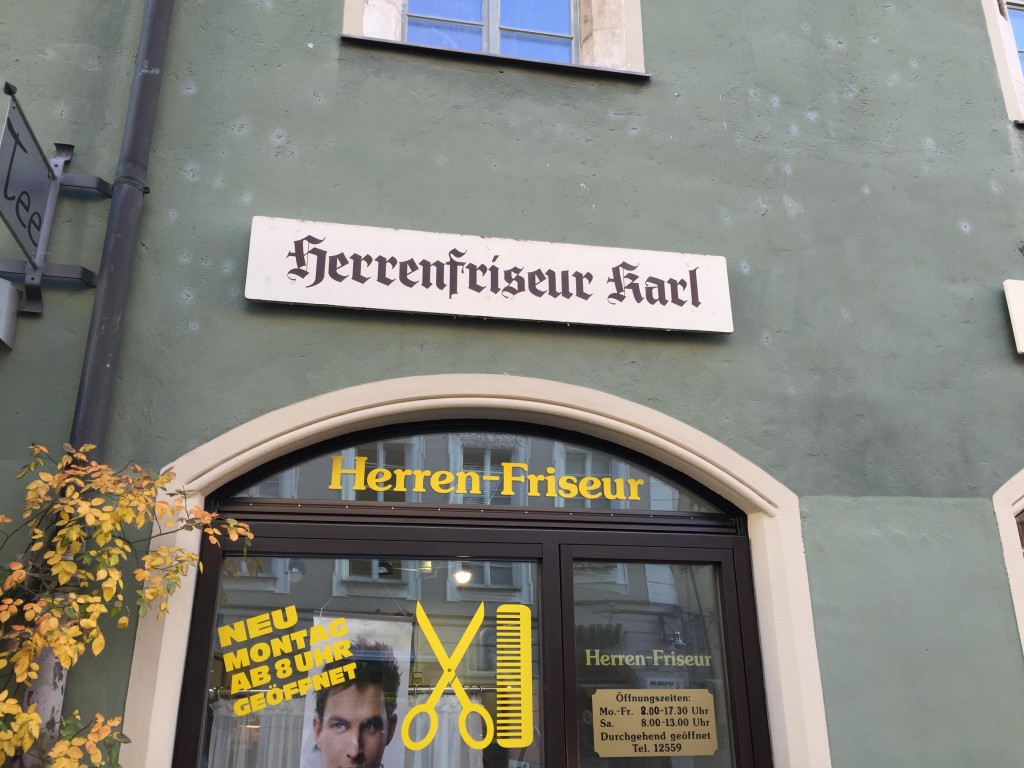 tee
Herrenfriseur Karl
Herren-Friseur
NEU
MONTAG
AB 8 UHR
GEÖFFNET
Herren-Friseur
Öffnungszeiten:
Mo.-Fr. 8.00-17.30 Uhr
Sa. 8.00-13.00 Uhr
Durchgehend geöffnet
Tel. 12559